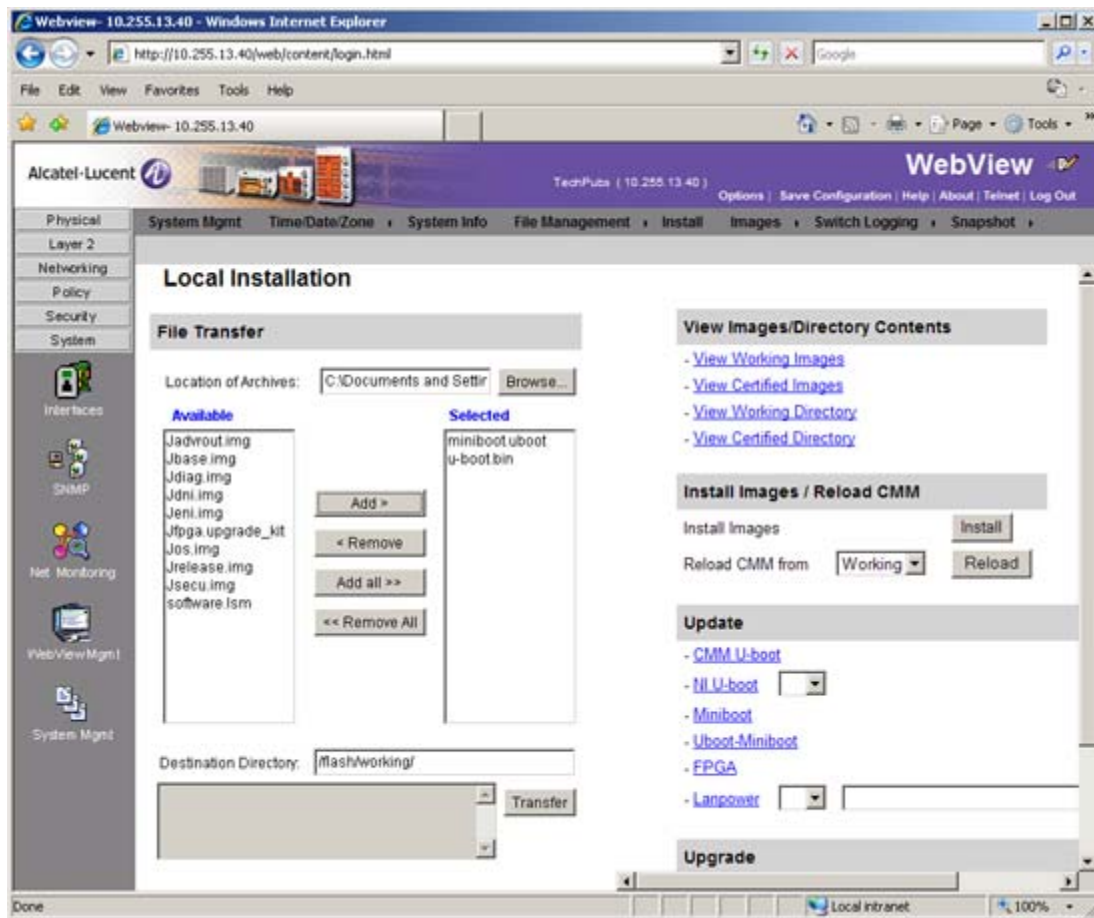 Webview- 10.255.13.40 - Windows Internet Explorer
http://10.255.13.40/web/content/login.html
Google
File Edit View Favorites Tools Help
Webview- 10.255.13.40
Page
Tools
Alcatel-Lucent
TechPubs ( 10.255.13.40 )
WebView
Options | Save Configuration | Help | About | Telnet | Log Out
Physical
Layer 2
Networking
Policy
Security
System
Interfaces
SNMP
Net Monitoring
WebViewMgmt
System Mgmt
System Mgmt Time/Date/Zone System Info File Management Install Images Switch Logging Snapshot
Local Installation
File Transfer
Location of Archives: C:\Documents and Settir Browse...
Available
Jadvrout.img
Jbase.img
Jdiag.img
Jdni.img
Jeni.img
Jfpga.upgrade_kit
Jos.img
Jrelease.img
Jsecu.img
software.lsm
Add >
< Remove
Add all >>
<< Remove All
Selected
miniboot.uboot
u-boot.bin
Destination Directory: /flash/working/
Transfer
View Images/Directory Contents
- View Working Images
- View Certified Images
- View Working Directory
- View Certified Directory
Install Images / Reload CMM
Install Images Install
Reload CMM from Working Reload
Update
- CMM U-boot
- NI U-boot
- Miniboot
- Uboot-Miniboot
- FPGA
- Lanpower
Upgrade
Done
Local intranet
100%